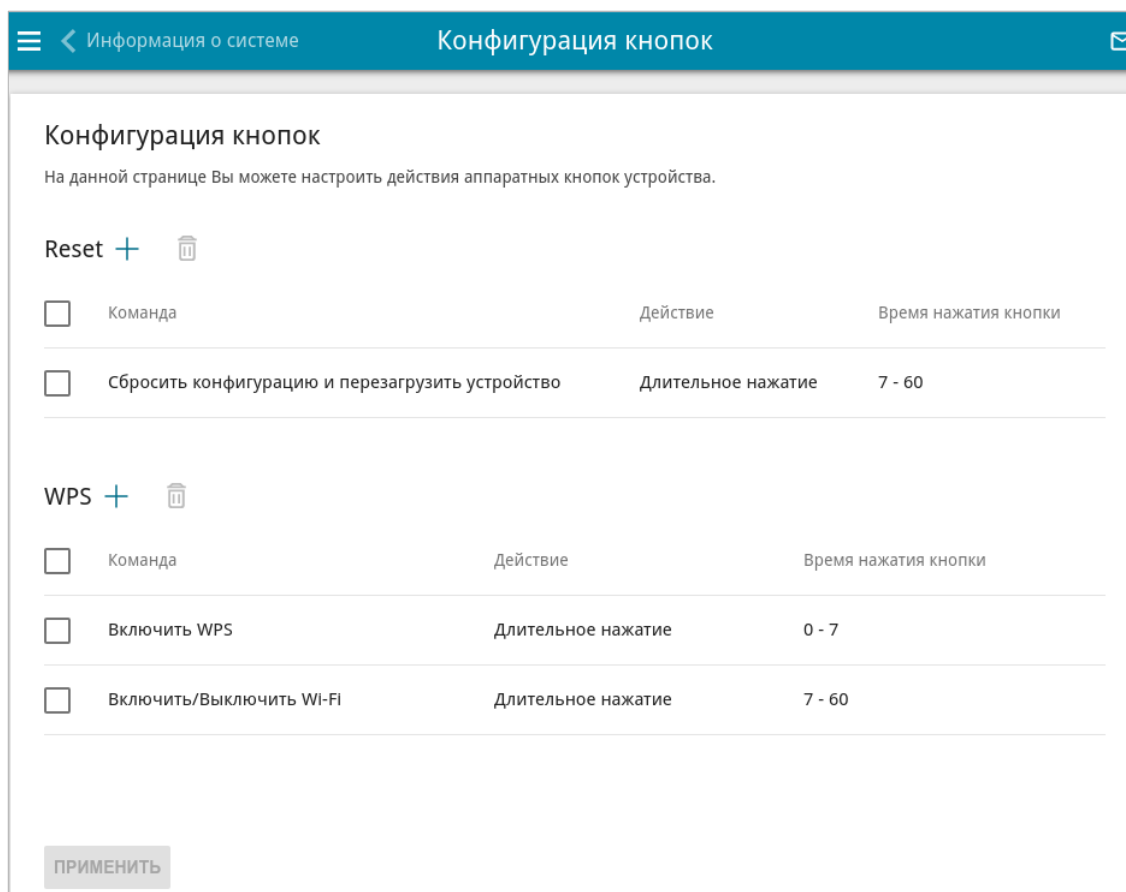 Информация о системе Конфигурация кнопок
Конфигурация кнопок
На данной странице Вы можете настроить действия аппаратных кнопок устройства.
Reset
Команда Действие Время нажатия кнопки
Сбросить конфигурацию и перезагрузить устройство Длительное нажатие 7 - 60
WPS
Команда Действие Время нажатия кнопки
Включить WPS Длительное нажатие 0 - 7
Включить/Выключить Wi-Fi Длительное нажатие 7 - 60
ПРИМЕНИТЬ